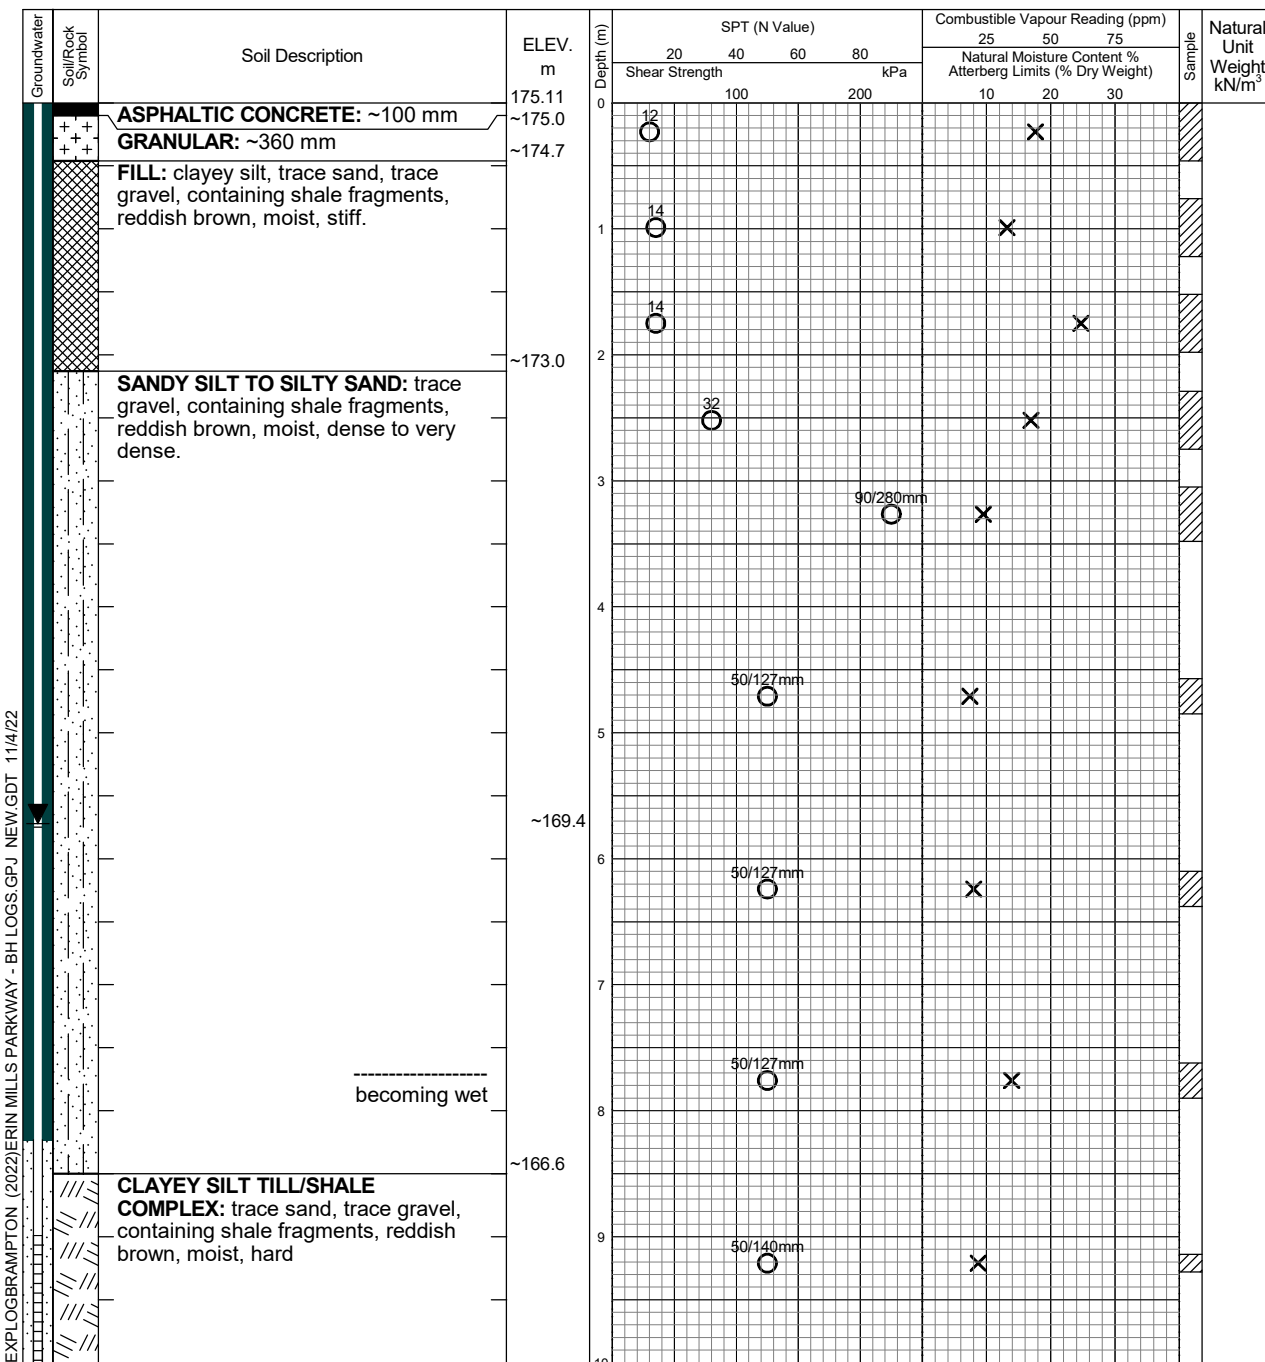 Groundwater
Soil/Rock
Symbol
Soil Description
ELEV.
m
Depth (m)
SPT (N Value)
20 40 60 80
Shear Strength kPa
100 200
Combustible Vapour Reading (ppm)
25 50 75
Natural Moisture Content %
Atterberg Limits (% Dry Weight)
10 20 30
Sample
Natural
Unit
Weight
kN/m3
175.11
0
ASPHALTIC CONCRETE: ~100 mm
~175.0
12
GRANULAR: ~360 mm
~174.7
FILL: clayey silt, trace sand, trace
gravel, containing shale fragments,
reddish brown, moist, stiff.
14
1
14
2
~173.0
SANDY SILT TO SILTY SAND: trace
gravel, containing shale fragments,
reddish brown, moist, dense to very
dense.
32
3
90/280mm
4
50/127mm
5
~169.4
6
50/127mm
7
50/127mm
becoming wet
8
~166.6
CLAYEY SILT TILL/SHALE
COMPLEX: trace sand, trace gravel,
containing shale fragments, reddish
brown, moist, hard
9
50/140mm
10
EXPLOGBRAMPTON (2022)ERIN MILLS PARKWAY - BH LOGS.GPJ NEW.GDT 11/4/22